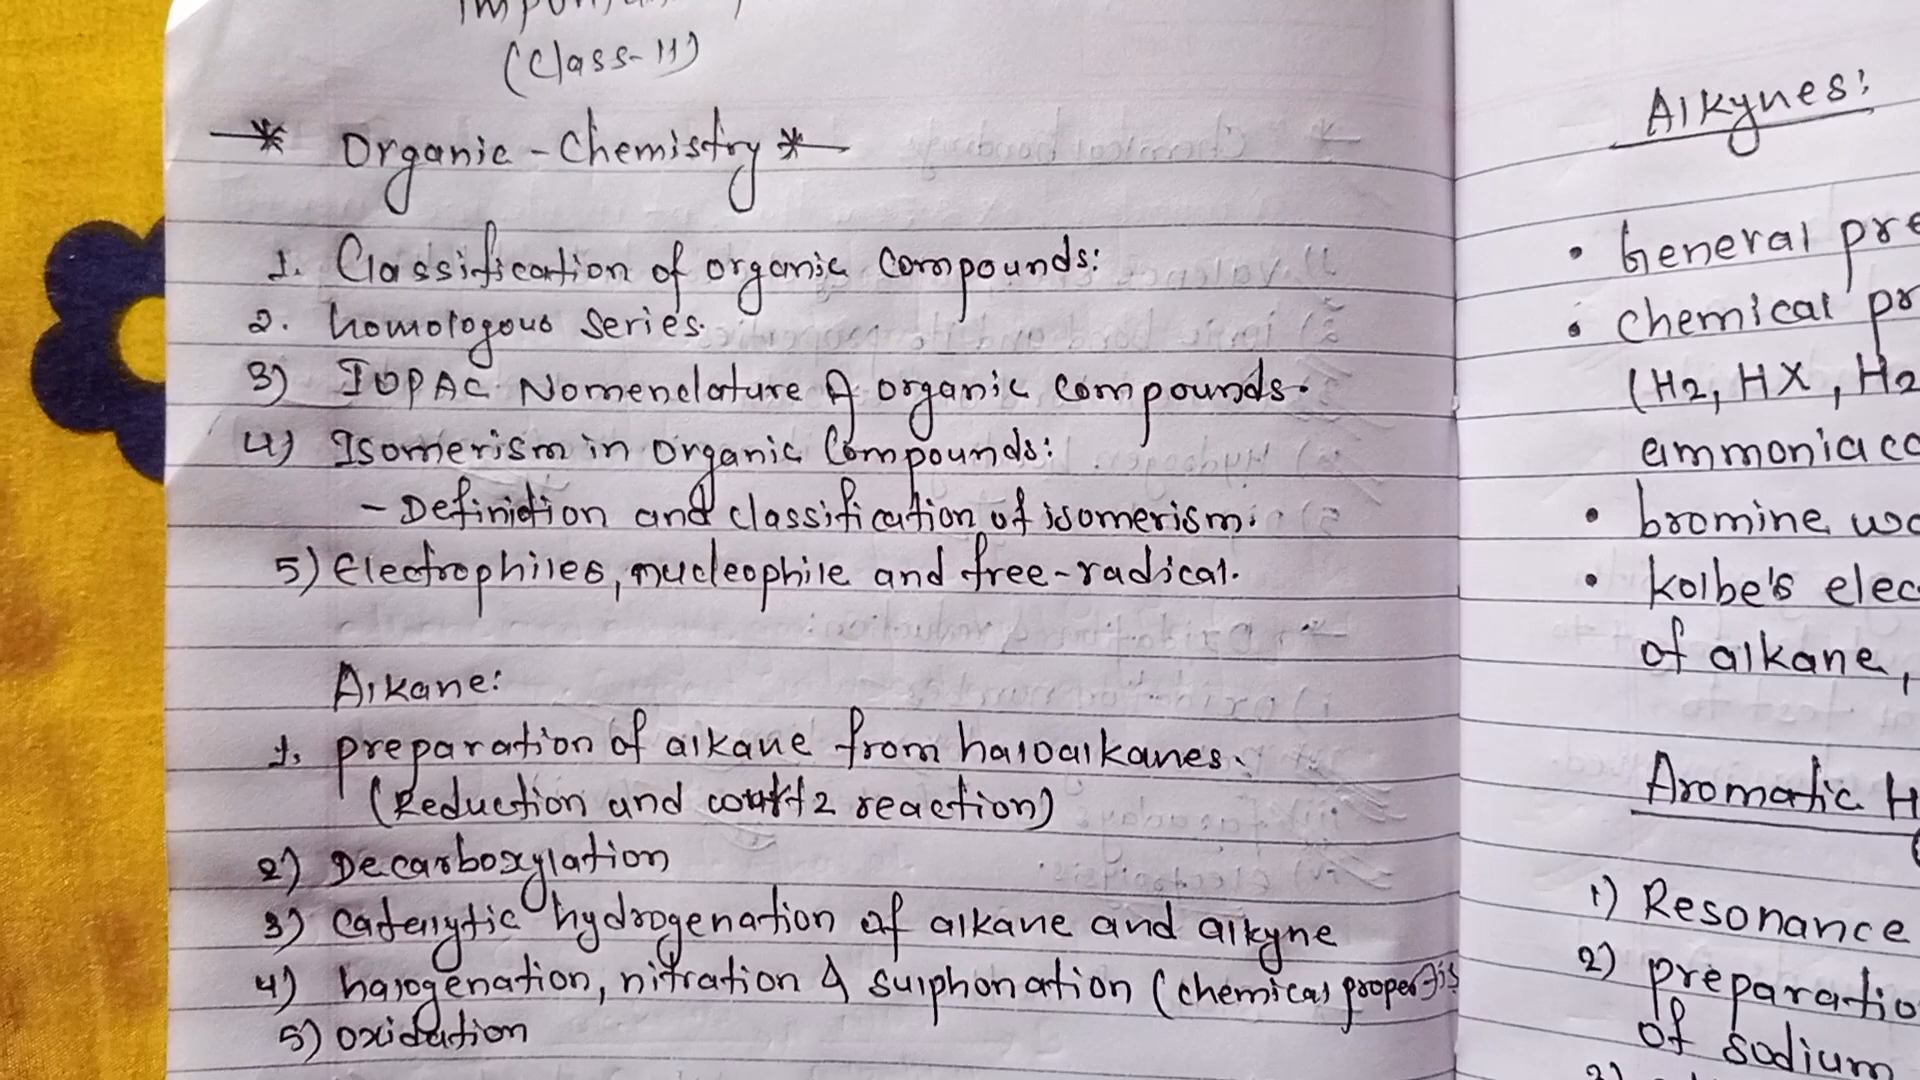 (Class-11)
Organic - Chemistry
1. Classification of organic compounds:
2. homologous series.
3) IUPAC Nomenclature of organic compounds.
4) Isomerism in organic Compounds:
- Definition and classification of isomerism.
5) Electrophiles, nucleophile and free-radical.
Alkane:
1. preparation of alkane from haloalkanes.
(Reduction and wurtz reaction)
2) Decarboxylation
3) Catalytic hydrogenation of alkane and alkyne
4) halogenation, nitration & sulphonation (chemical propertis
5) oxidation
Alkynes:
• General pre
• chemical pr
(H2, HX, H2
ammoniaca
• bromine wa
• kolbe's elec
of alkane,
Aromatic H
1) Resonance
2) preparatio
of sodium